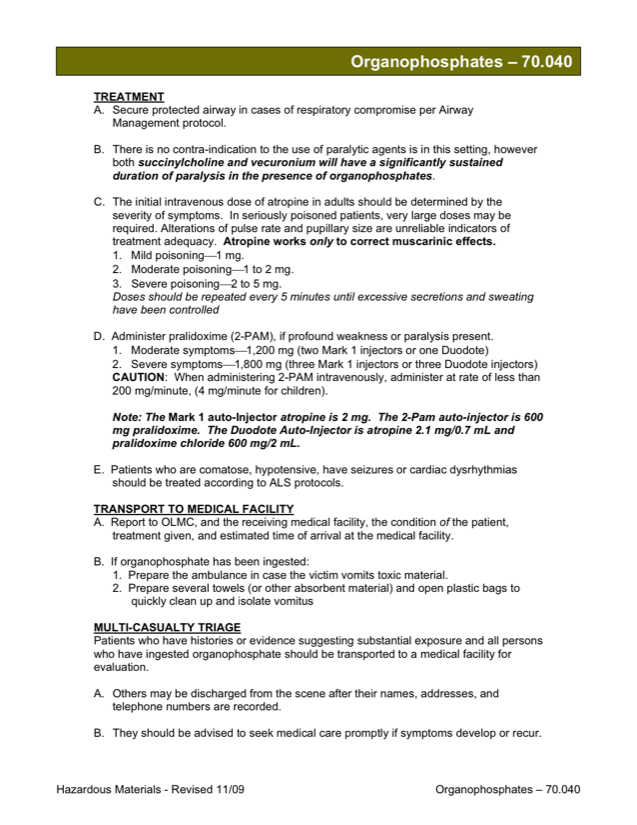 Organophosphates – 70.040
TREATMENT
A. Secure protected airway in cases of respiratory compromise per Airway
Management protocol.
B. There is no contra-indication to the use of paralytic agents is in this setting, however
both succinylcholine and vecuronium will have a significantly sustained
duration of paralysis in the presence of organophosphates.
C. The initial intravenous dose of atropine in adults should be determined by the
severity of symptoms. In seriously poisoned patients, very large doses may be
required. Alterations of pulse rate and pupillary size are unreliable indicators of
treatment adequacy. Atropine works only to correct muscarinic effects.
1. Mild poisoning—1 mg.
2. Moderate poisoning—1 to 2 mg.
3. Severe poisoning—2 to 5 mg.
Doses should be repeated every 5 minutes until excessive secretions and sweating
have been controlled
D. Administer pralidoxime (2-PAM), if profound weakness or paralysis present.
1. Moderate symptoms—1,200 mg (two Mark 1 injectors or one Duodote)
2. Severe symptoms—1,800 mg (three Mark 1 injectors or three Duodote injectors)
CAUTION: When administering 2-PAM intravenously, administer at rate of less than
200 mg/minute, (4 mg/minute for children).
Note: The Mark 1 auto-Injector atropine is 2 mg. The 2-Pam auto-injector is 600
mg pralidoxime. The Duodote Auto-Injector is atropine 2.1 mg/0.7 mL and
pralidoxime chloride 600 mg/2 mL.
E. Patients who are comatose, hypotensive, have seizures or cardiac dysrhythmias
should be treated according to ALS protocols.
TRANSPORT TO MEDICAL FACILITY
A. Report to OLMC, and the receiving medical facility, the condition of the patient,
treatment given, and estimated time of arrival at the medical facility.
B. If organophosphate has been ingested:
1. Prepare the ambulance in case the victim vomits toxic material.
2. Prepare several towels (or other absorbent material) and open plastic bags to
quickly clean up and isolate vomitus
MULTI-CASUALTY TRIAGE
Patients who have histories or evidence suggesting substantial exposure and all persons
who have ingested organophosphate should be transported to a medical facility for
evaluation.
A. Others may be discharged from the scene after their names, addresses, and
telephone numbers are recorded.
B. They should be advised to seek medical care promptly if symptoms develop or recur.
Hazardous Materials - Revised 11/09 Organophosphates – 70.040